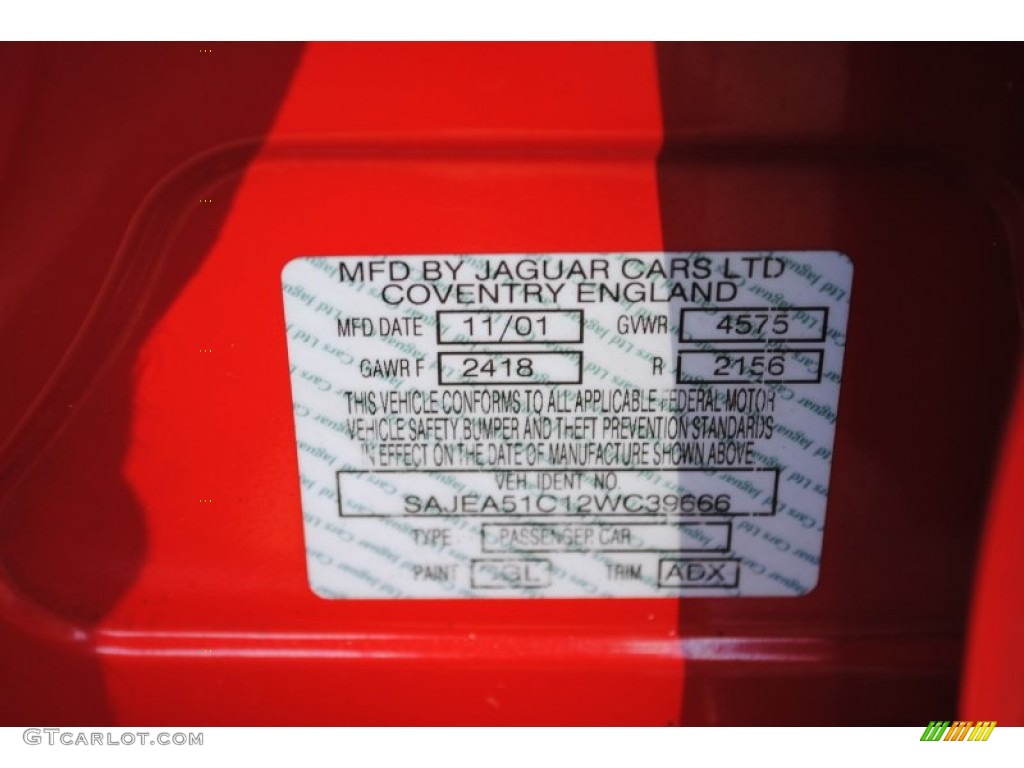 MFD BY JAGUAR CARS LTD
COVENTRY ENGLAND
MFD DATE 11/01 GVWR 4575
GAWR F 2418 R 2156
THIS VEHICLE CONFORMS TO ALL APPLICABLE FEDERAL MOTOR
VEHICLE SAFETY BUMPER AND THEFT PREVENTION STANDARDS
IN EFFECT ON THE DATE OF MANUFACTURE SHOWN ABOVE
VEH. IDENT NO.
SAJEA51C12WC39666
TYPE PASSENGER CAR
PAINT TRIM ADX
GTCARLOT.COM